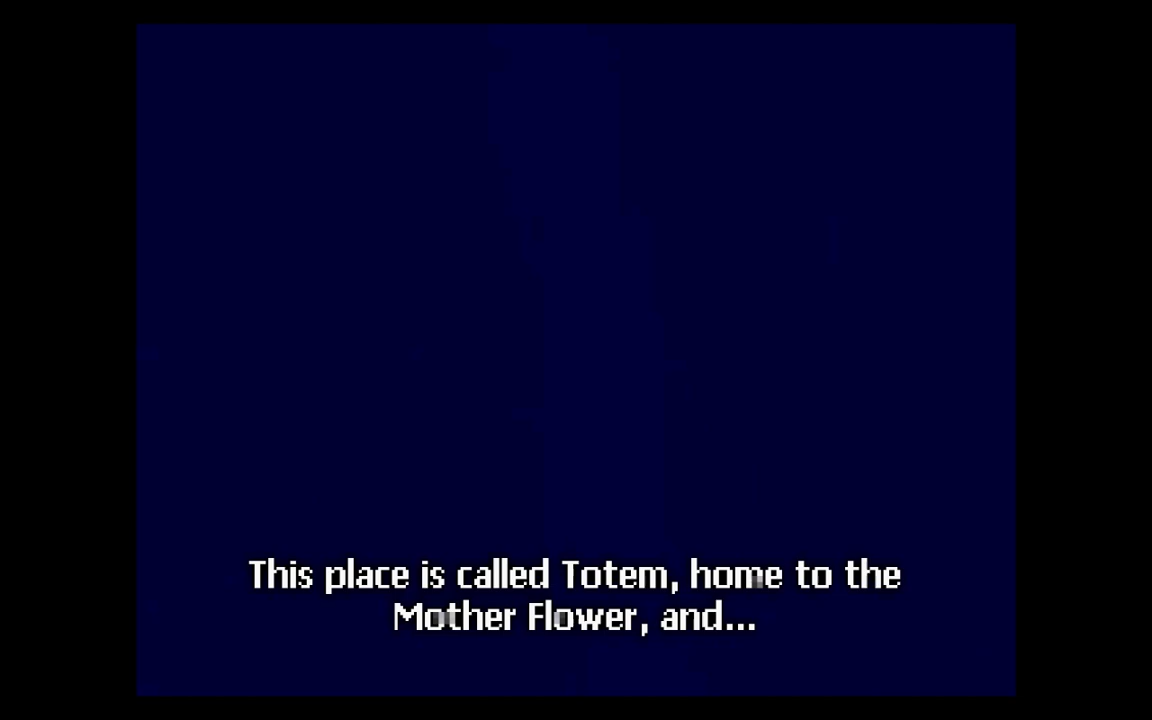 This place is called Totem, home to the
Mother Flower, and...